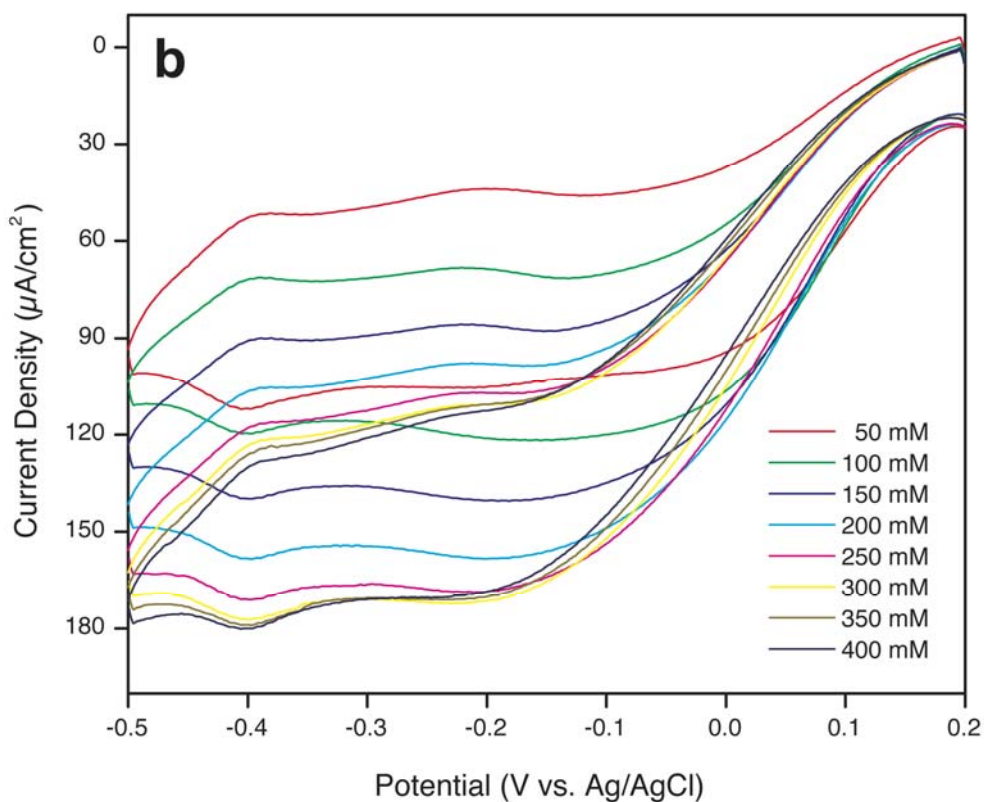 b
0
30
60
90
120
150
180
Current Density (µA/cm²)
-0.5 -0.4 -0.3 -0.2 -0.1 0.0 0.1 0.2
Potential (V vs. Ag/AgCl)
50 mM
100 mM
150 mM
200 mM
250 mM
300 mM
350 mM
400 mM